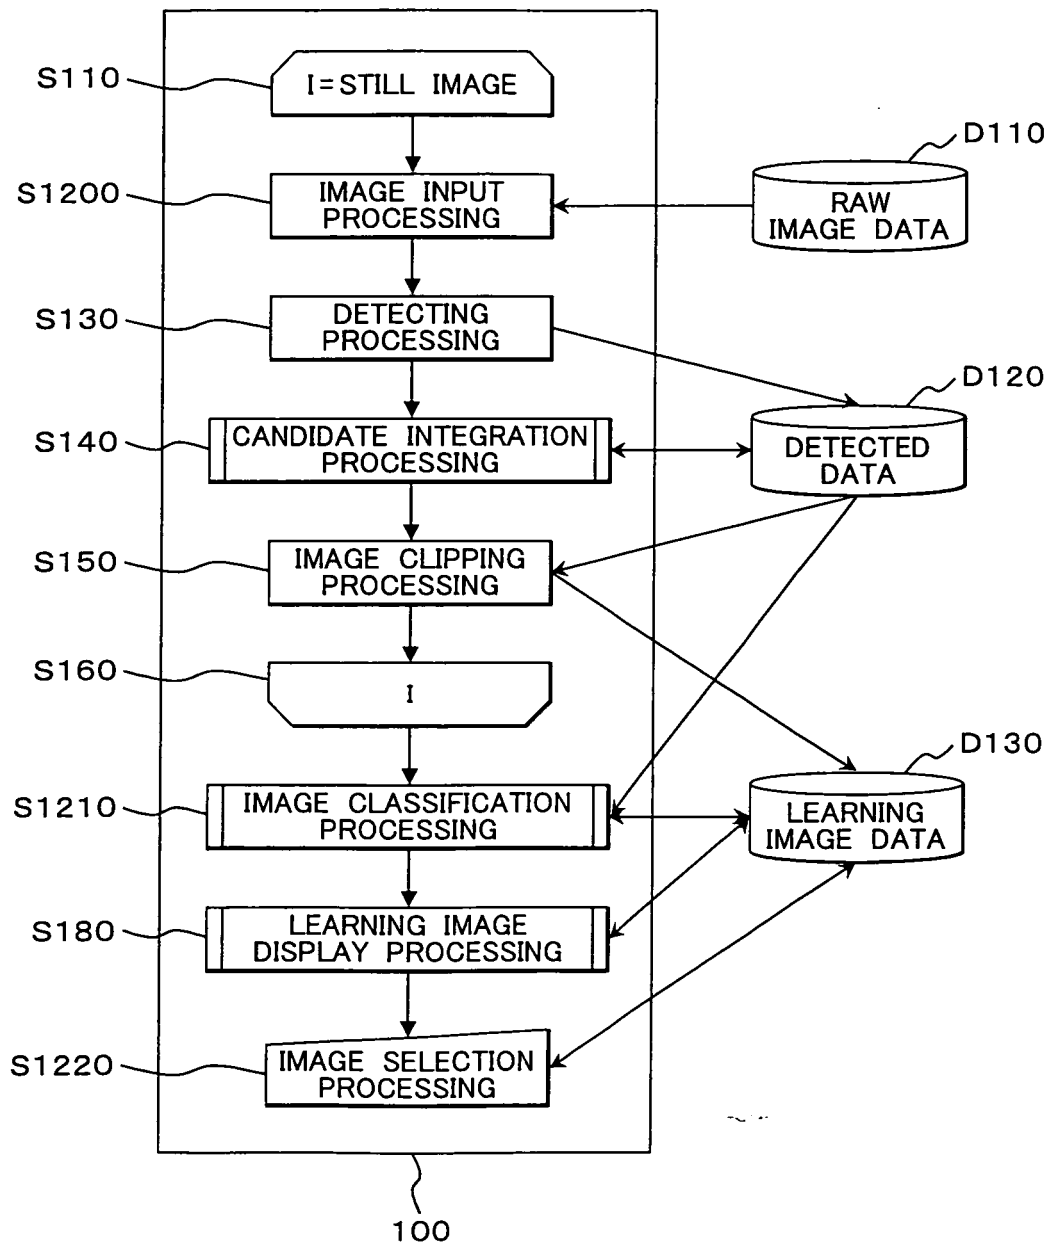 S110
I=STILL IMAGE
D110
S1200
IMAGE INPUT
PROCESSING
RAW
IMAGE DATA
S130
DETECTING
PROCESSING
D120
S140
CANDIDATE INTEGRATION
PROCESSING
DETECTED
DATA
S150
IMAGE CLIPPING
PROCESSING
S160
I
D130
S1210
IMAGE CLASSIFICATION
PROCESSING
LEARNING
IMAGE DATA
S180
LEARNING IMAGE
DISPLAY PROCESSING
S1220
IMAGE SELECTION
PROCESSING
100